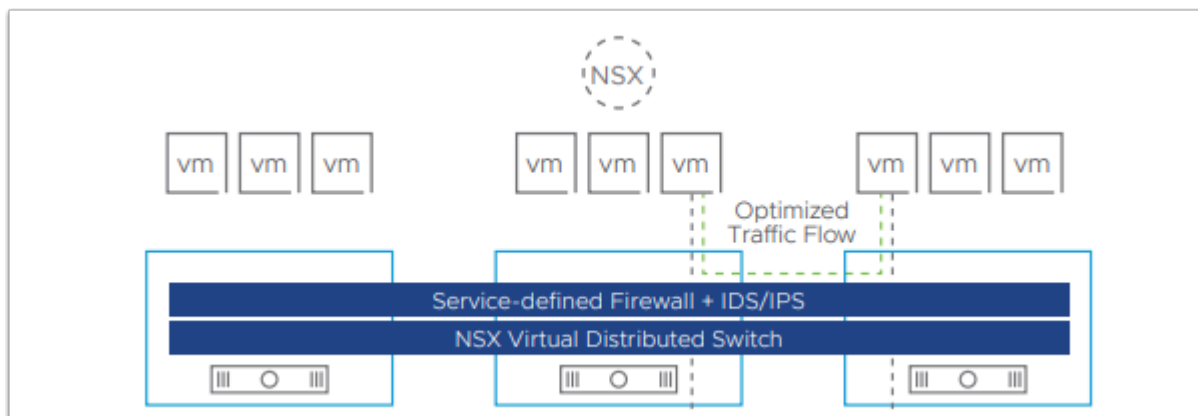 NSX
vm vm vm vm vm vm vm vm vm
Optimized
Traffic Flow
Service-defined Firewall + IDS/IPS
NSX Virtual Distributed Switch